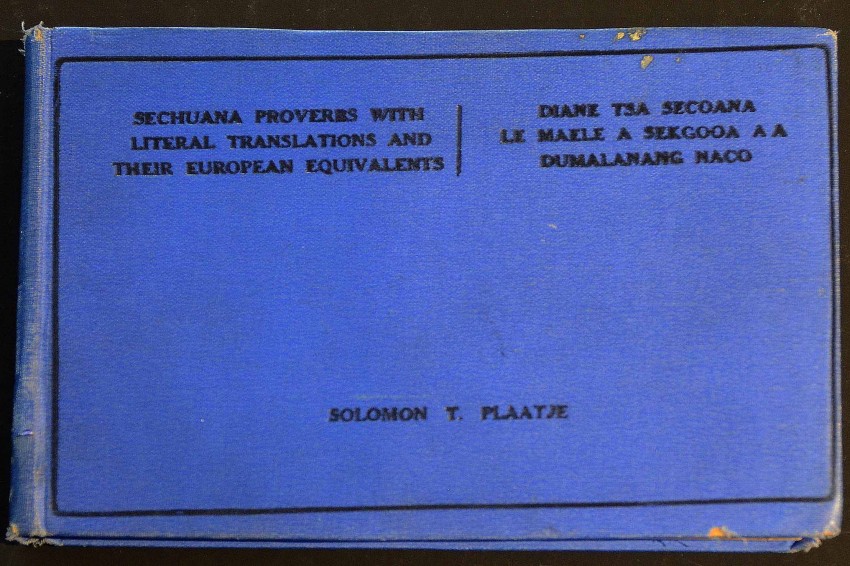 SECHUANA PROVERBS WITH
LITERAL TRANSLATIONS AND
THEIR EUROPEAN EQUIVALENTS
DIANE TSA SECOANA
LE MAELE A SEKGOOA A A
DUMALANANG NACO
SOLOMON T. PLAATJE